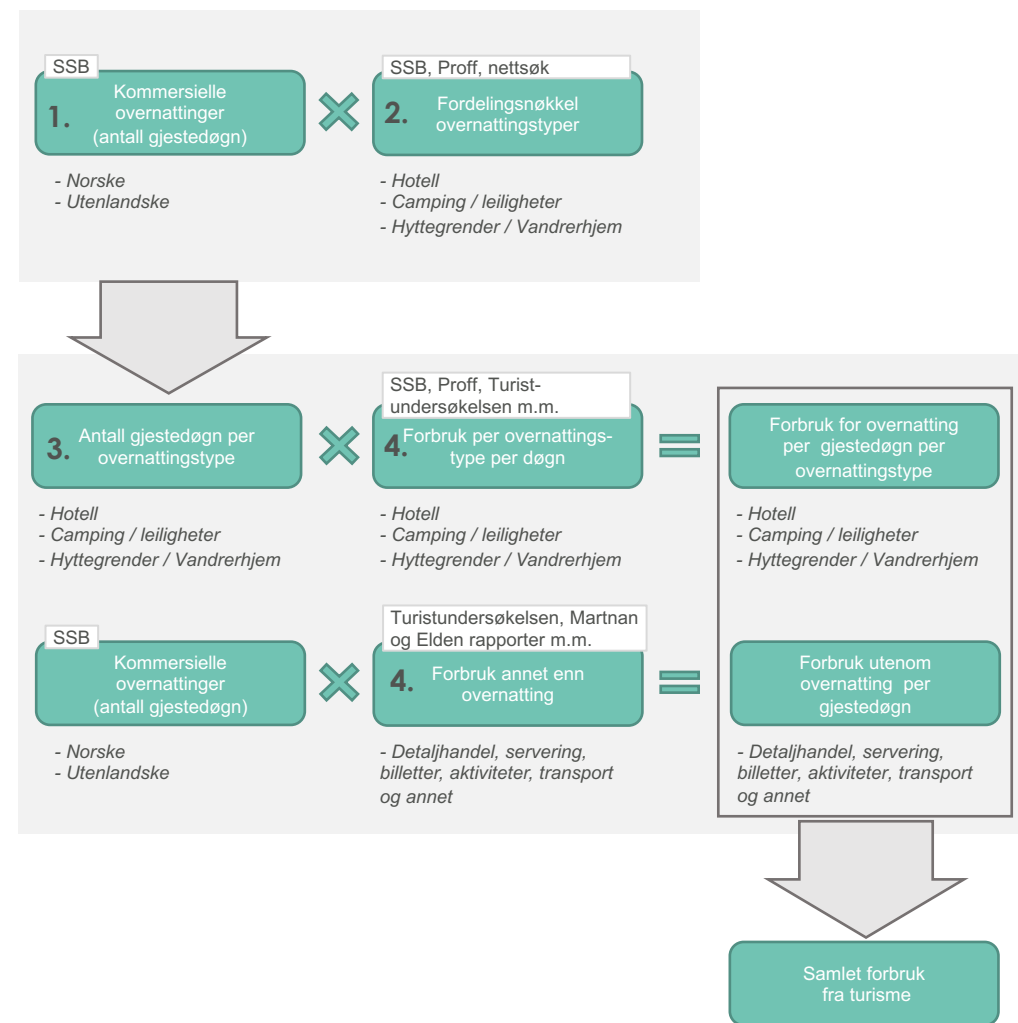 SSB
1.
Kommersielle
overnattinger
(antall gjestedøgn)
- Norske
- Utenlandske
SSB, Proff, nettsøk
2.
Fordelingsnøkkel
overnattingstyper
- Hotell
- Camping / leiligheter
- Hyttegrender / Vandrerhjem
3.
Antall gjestedøgn per
overnattingstype
- Hotell
- Camping / leiligheter
- Hyttegrender / Vandrerhjem
SSB, Proff, Turist-
undersøkelsen m.m.
4.
Forbruk per overnattings-
type per døgn
- Hotell
- Camping / leiligheter
- Hyttegrender / Vandrerhjem
Forbruk for overnatting
per gjestedøgn per
overnattingstype
- Hotell
- Camping / leiligheter
- Hyttegrender / Vandrerhjem
SSB
Kommersielle
overnattinger
(antall gjestedøgn)
- Norske
- Utenlandske
Turistundersøkelsen, Martnan
og Elden rapporter m.m.
4.
Forbruk annet enn
overnatting
- Detaljhandel, servering,
billetter, aktiviteter, transport
og annet
Forbruk utenom
overnatting per
gjestedøgn
- Detaljhandel, servering,
billetter, aktiviteter, transport
og annet
Samlet forbruk
fra turisme